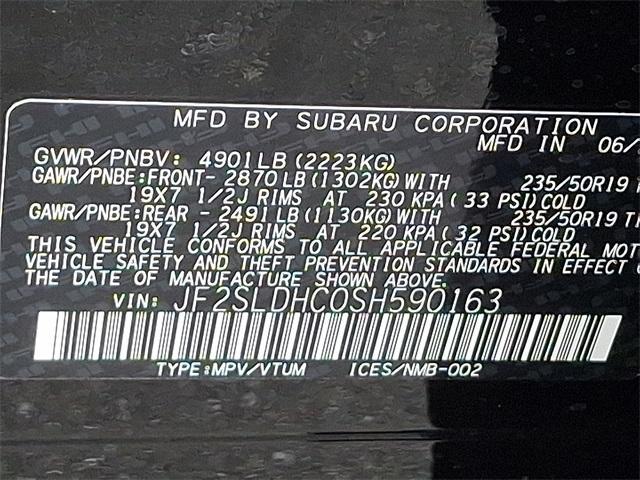 MFD BY SUBARU CORPORATION
MFD IN 06/
GVWR/PNBV: 4901LB(2223KG)
GAWR/PNBE:FRONT- 2870LB(1302KG)WITH 235/50R19
19X7 1/2J RIMS AT 230 KPA( 33 PSI)COLD
GAWR/PNBE:REAR - 2491LB(1130KG)WITH 235/50R19
19X7 1/2J RIMS AT 220 KPA( 32 PSI)COLD
THIS VEHICLE CONFORMS TO ALL APPLICABLE FEDERAL MOT
VEHICLE SAFETY AND THEFT PREVENTION STANDARDS IN EFFECT
THE DATE OF MANUFACTURE SHOWN ABOVE.
VIN: JF2SLDHC0SH590163
TYPE:MPV/VTUM ICES/NMB-002